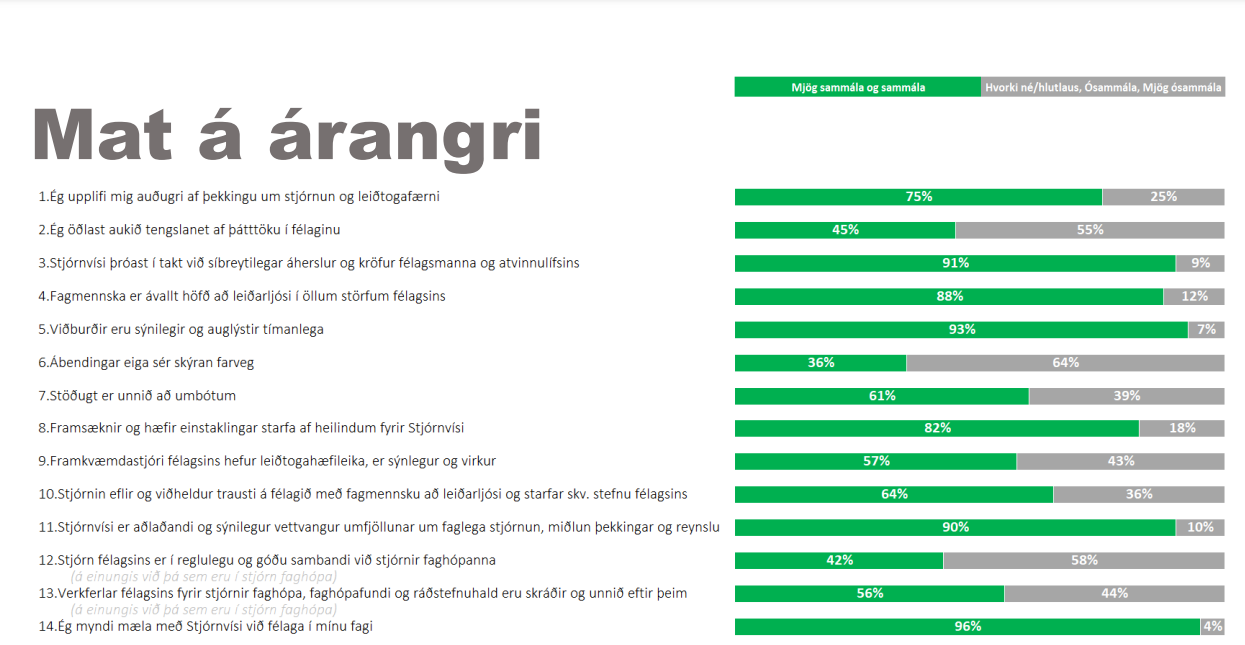 Mjög sammála og sammála Hvorki né/hlutlaus, Ósammála, Mjög ósammála
Mat á árangri
1.Ég upplifi mig auðugri af þekkingu um stjórnun og leiðtogafærni 75% 25%
2.Ég öðlast aukið tengslanet af þátttöku í félaginu 45% 55%
3.Stjórnvísi þróast í takt við síbreytilegar áherslur og kröfur félagsmanna og atvinnulífsins 91% 9%
4.Fagmennska er ávallt höfð að leiðarljósi í öllum störfum félagsins 88% 12%
5.Viðburðir eru sýnilegir og auglýstir tímanlega 93% 7%
6.Ábendingar eiga sér skýran farveg 36% 64%
7.Stöðugt er unnið að umbótum 61% 39%
8.Framsæknir og hæfir einstaklingar starfa af heilindum fyrir Stjórnvísi 82% 18%
9.Framkvæmdastjóri félagsins hefur leiðtogahæfileika, er sýnlegur og virkur 57% 43%
10.Stjórnin eflir og viðheldur trausti á félagið með fagmennsku að leiðarljósi og starfar skv. stefnu félagsins 64% 36%
11.Stjórnvísi er aðlaðandi og sýnilegur vettvangur umfjöllunar um faglega stjórnun, miðlun þekkingar og reynslu 90% 10%
12.Stjórn félagsins er í reglulegu og góðu sambandi við stjórnir faghópanna 42% 58%
(á einungis við þá sem eru í stjórn faghópa)
13.Verkferlar félagsins fyrir stjórnir faghópa, faghópafundi og ráðstefnuhald eru skráðir og unnið eftir þeim 56% 44%
(á einungis við þá sem eru í stjórn faghópa)
14.Ég myndi mæla með Stjórnvísi við félaga í mínu fagi 96% 4%